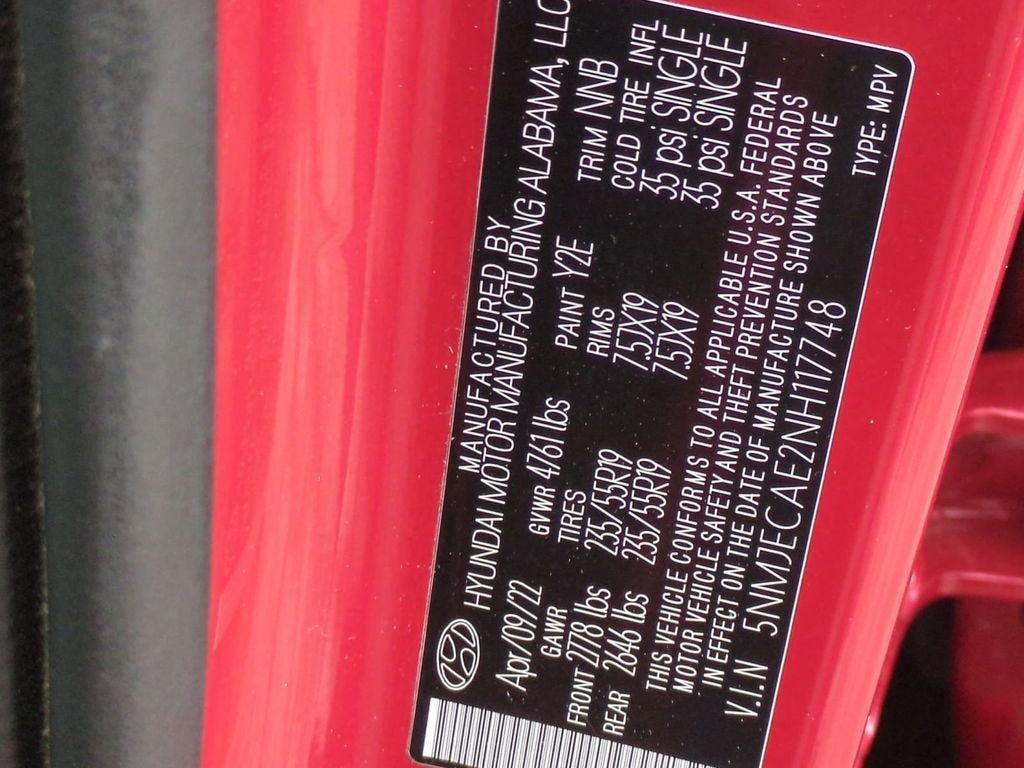 MANUFACTURED BY
HYUNDAI MOTOR MANUFACTURING ALABAMA, LLC
Apr/09/22 GVWR 4761 lbs PAINT Y2E TRIM NNB
GAWR TIRES RIMS COLD TIRE INFL
FRONT 2778 lbs 235/55R19 7.5JX19 35 psi SINGLE
REAR 2646 lbs 235/55R19 7.5JX19 35 psi SINGLE
THIS VEHICLE CONFORMS TO ALL APPLICABLE U.S.A. FEDERAL
MOTOR VEHICLE SAFETY AND THEFT PREVENTION STANDARDS
IN EFFECT ON THE DATE OF MANUFACTURE SHOWN ABOVE
V.I.N 5NMJECAE2NH117748 TYPE: MPV